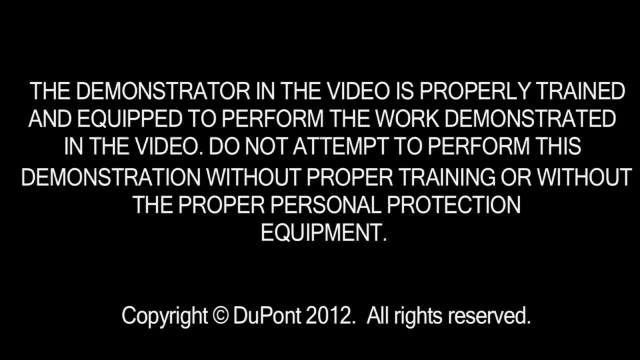 THE DEMONSTRATOR IN THE VIDEO IS PROPERLY TRAINED
AND EQUIPPED TO PERFORM THE WORK DEMONSTRATED
IN THE VIDEO. DO NOT ATTEMPT TO PERFORM THIS
DEMONSTRATION WITHOUT PROPER TRAINING OR WITHOUT
THE PROPER PERSONAL PROTECTION
EQUIPMENT.
Copyright © DuPont 2012.  All rights reserved.